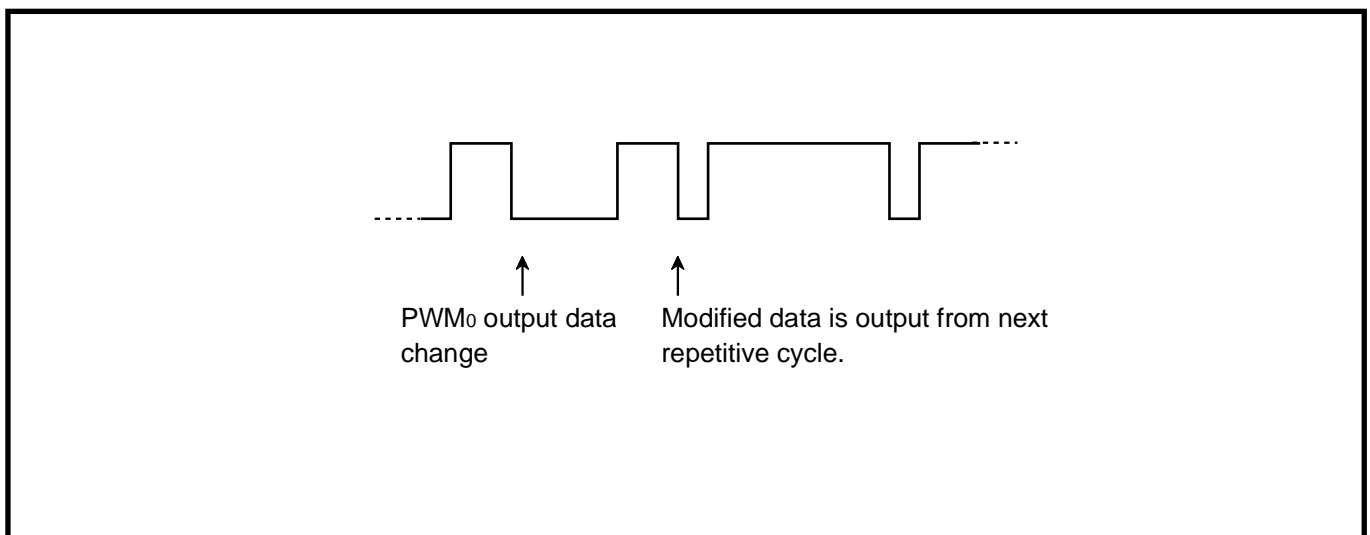 PWM0 output data
change
Modified data is output from next
repetitive cycle.